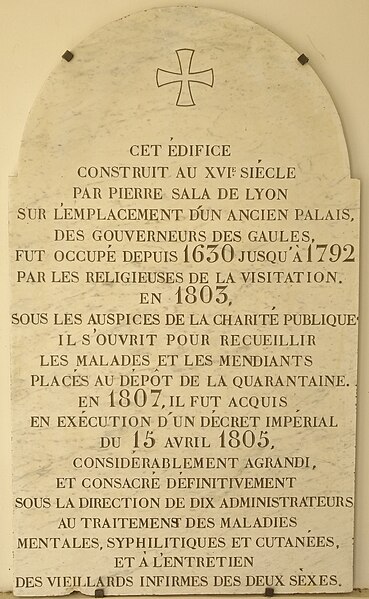 CET ÉDIFICE
CONSTRUIT AU XVIᴱ SIÉCLE
PAR PIERRE SALA DE LYON
SUR L'EMPLACEMENT D'UN ANCIEN PALAIS,
DES GOUVERNEURS DES GAULES,
FUT OCCUPÉ DEPUIS 1630 JUSQU'À 1792
PAR LES RELIGIEUSES DE LA VISITATION.
EN 1803,
SOUS LES AUSPICES DE LA CHARITÉ PUBLIQUE
IL S'OUVRIT POUR RECUEILLIR
LES MALADES ET LES MENDIANTS
PLACÉS AU DÉPÔT DE LA QUARANTAINE.
EN 1807, IL FUT ACQUIS
EN EXÉCUTION D'UN DÉCRET IMPÉRIAL
DU 15 AVRIL 1805,
CONSIDÉRABLEMENT AGRANDI,
ET CONSACRÉ DÉFINITIVEMENT
SOUS LA DIRECTION DE DIX ADMINISTRATEURS
AU TRAITEMENT DES MALADIES
MENTALES, SYPHILITIQUES ET CUTANÉES,
ET À L'ENTRETIEN
DES VIEILLARDS INFIRMES DES DEUX SÈXES.